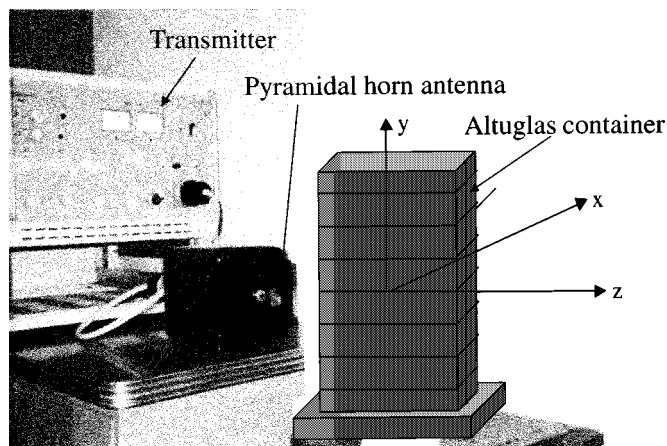 Transmitter
Pyramidal horn antenna
y
Altuglas container
x
z